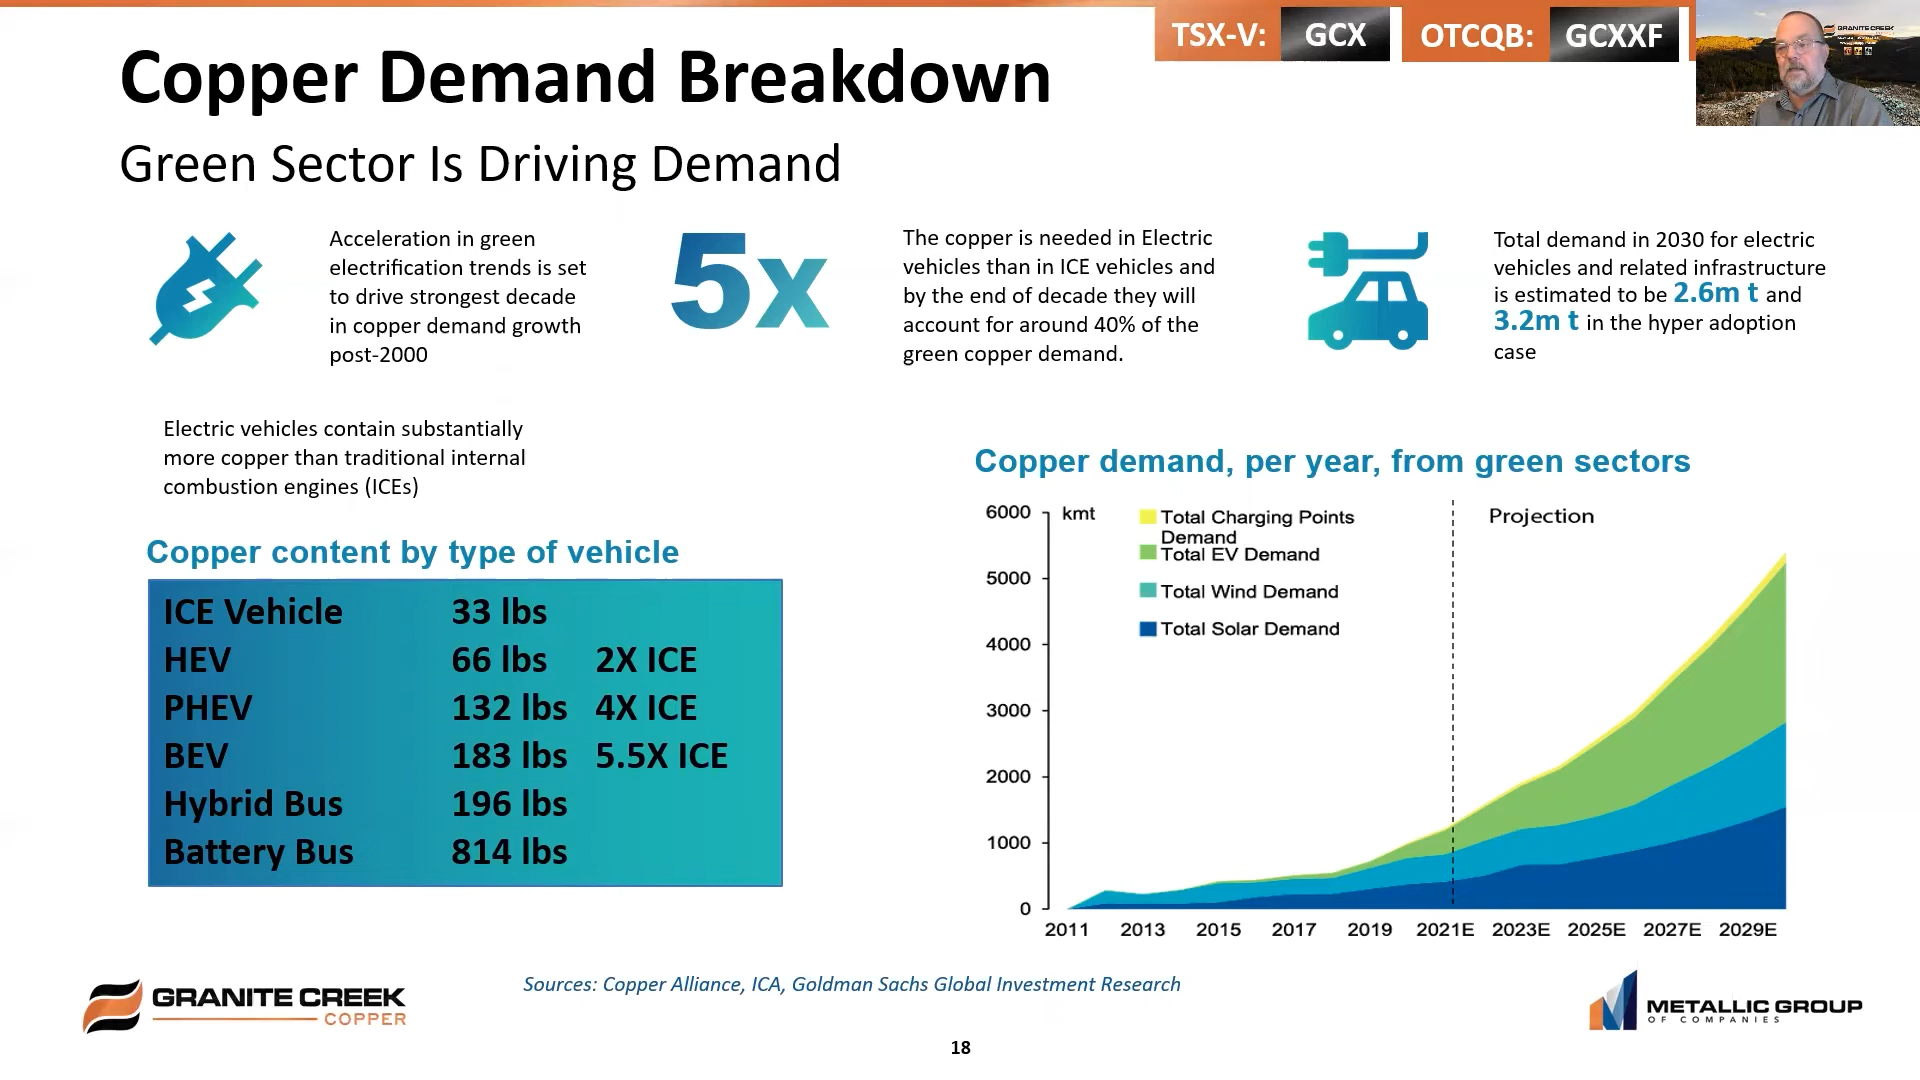 TSX-V: GCX OTCQB: GCXXF
GRANITE CREEK
Copper Demand Breakdown
Green Sector Is Driving Demand
Acceleration in green
electrification trends is set
to drive strongest decade
in copper demand growth
post-2000
5x
The copper is needed in Electric
vehicles than in ICE vehicles and
by the end of decade they will
account for around 40% of the
green copper demand.
Total demand in 2030 for electric
vehicles and related infrastructure
is estimated to be 2.6m t and
3.2m t in the hyper adoption
case
Electric vehicles contain substantially
more copper than traditional internal
combustion engines (ICEs)
Copper content by type of vehicle
ICE Vehicle 33 lbs
HEV 66 lbs 2X ICE
PHEV 132 lbs 4X ICE
BEV 183 lbs 5.5X ICE
Hybrid Bus 196 lbs
Battery Bus 814 lbs
Copper demand, per year, from green sectors
6000 kmt
Total Charging Points
Demand
Total EV Demand
Total Wind Demand
Total Solar Demand
Projection
5000
4000
3000
2000
1000
0
2011 2013 2015 2017 2019 2021E 2023E 2025E 2027E 2029E
Sources: Copper Alliance, ICA, Goldman Sachs Global Investment Research
GRANITE CREEK
COPPER
METALLIC GROUP
OF COMPANIES
18